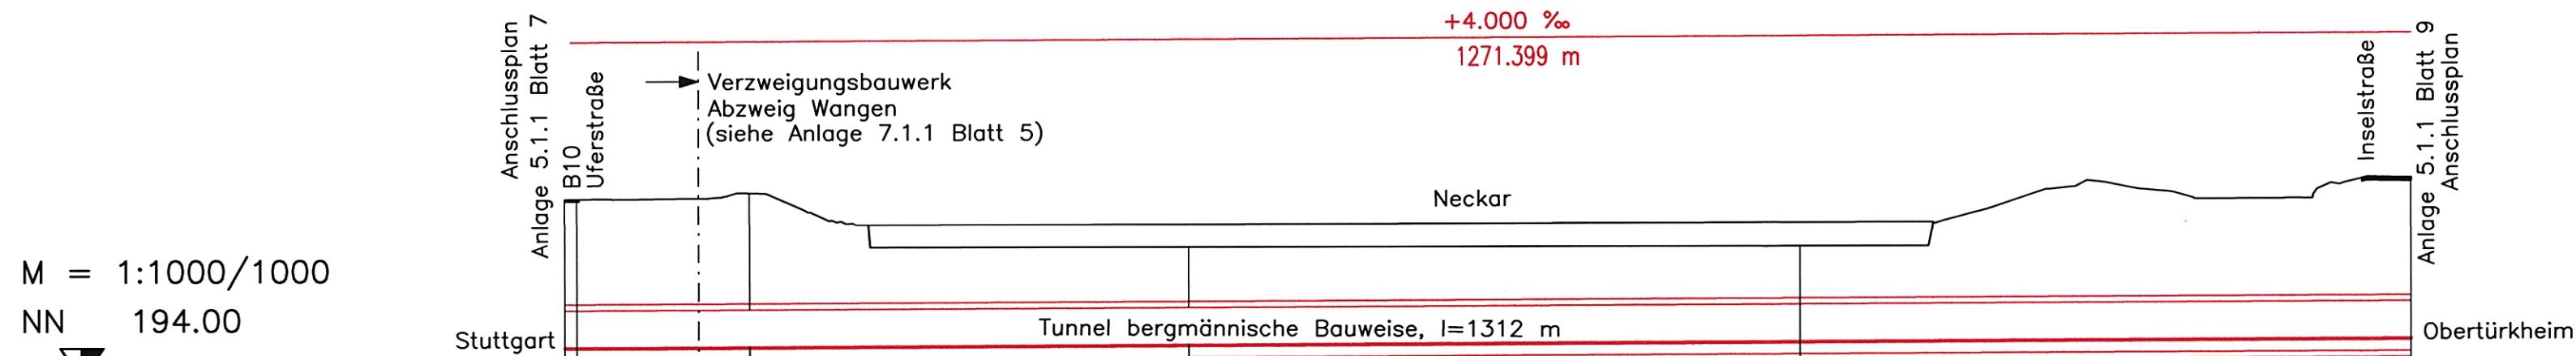 +4.000 ‰
1271.399 m
Anschlussplan
Anlage 5.1.1 Blatt 7
B10
Uferstraße
Verzweigungsbauwerk
Abzweig Wangen
(siehe Anlage 7.1.1 Blatt 5)
Neckar
Inselstraße
Anlage 5.1.1 Blatt 9
Anschlussplan
M = 1:1000/1000
NN 194.00
Stuttgart
Tunnel bergmännische Bauweise, l=1312 m
Obertürkheim